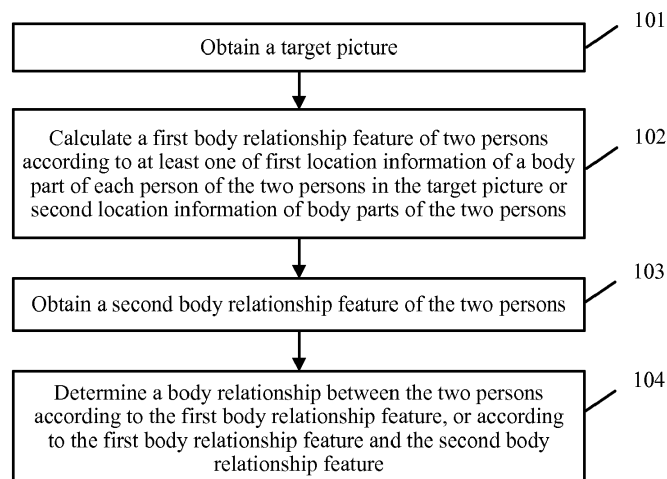 101
Obtain a target picture
102
Calculate a first body relationship feature of two persons
according to at least one of first location information of a body
part of each person of the two persons in the target picture or
second location information of body parts of the two persons
103
Obtain a second body relationship feature of the two persons
104
Determine a body relationship between the two persons
according to the first body relationship feature, or according
to the first body relationship feature and the second body
relationship feature